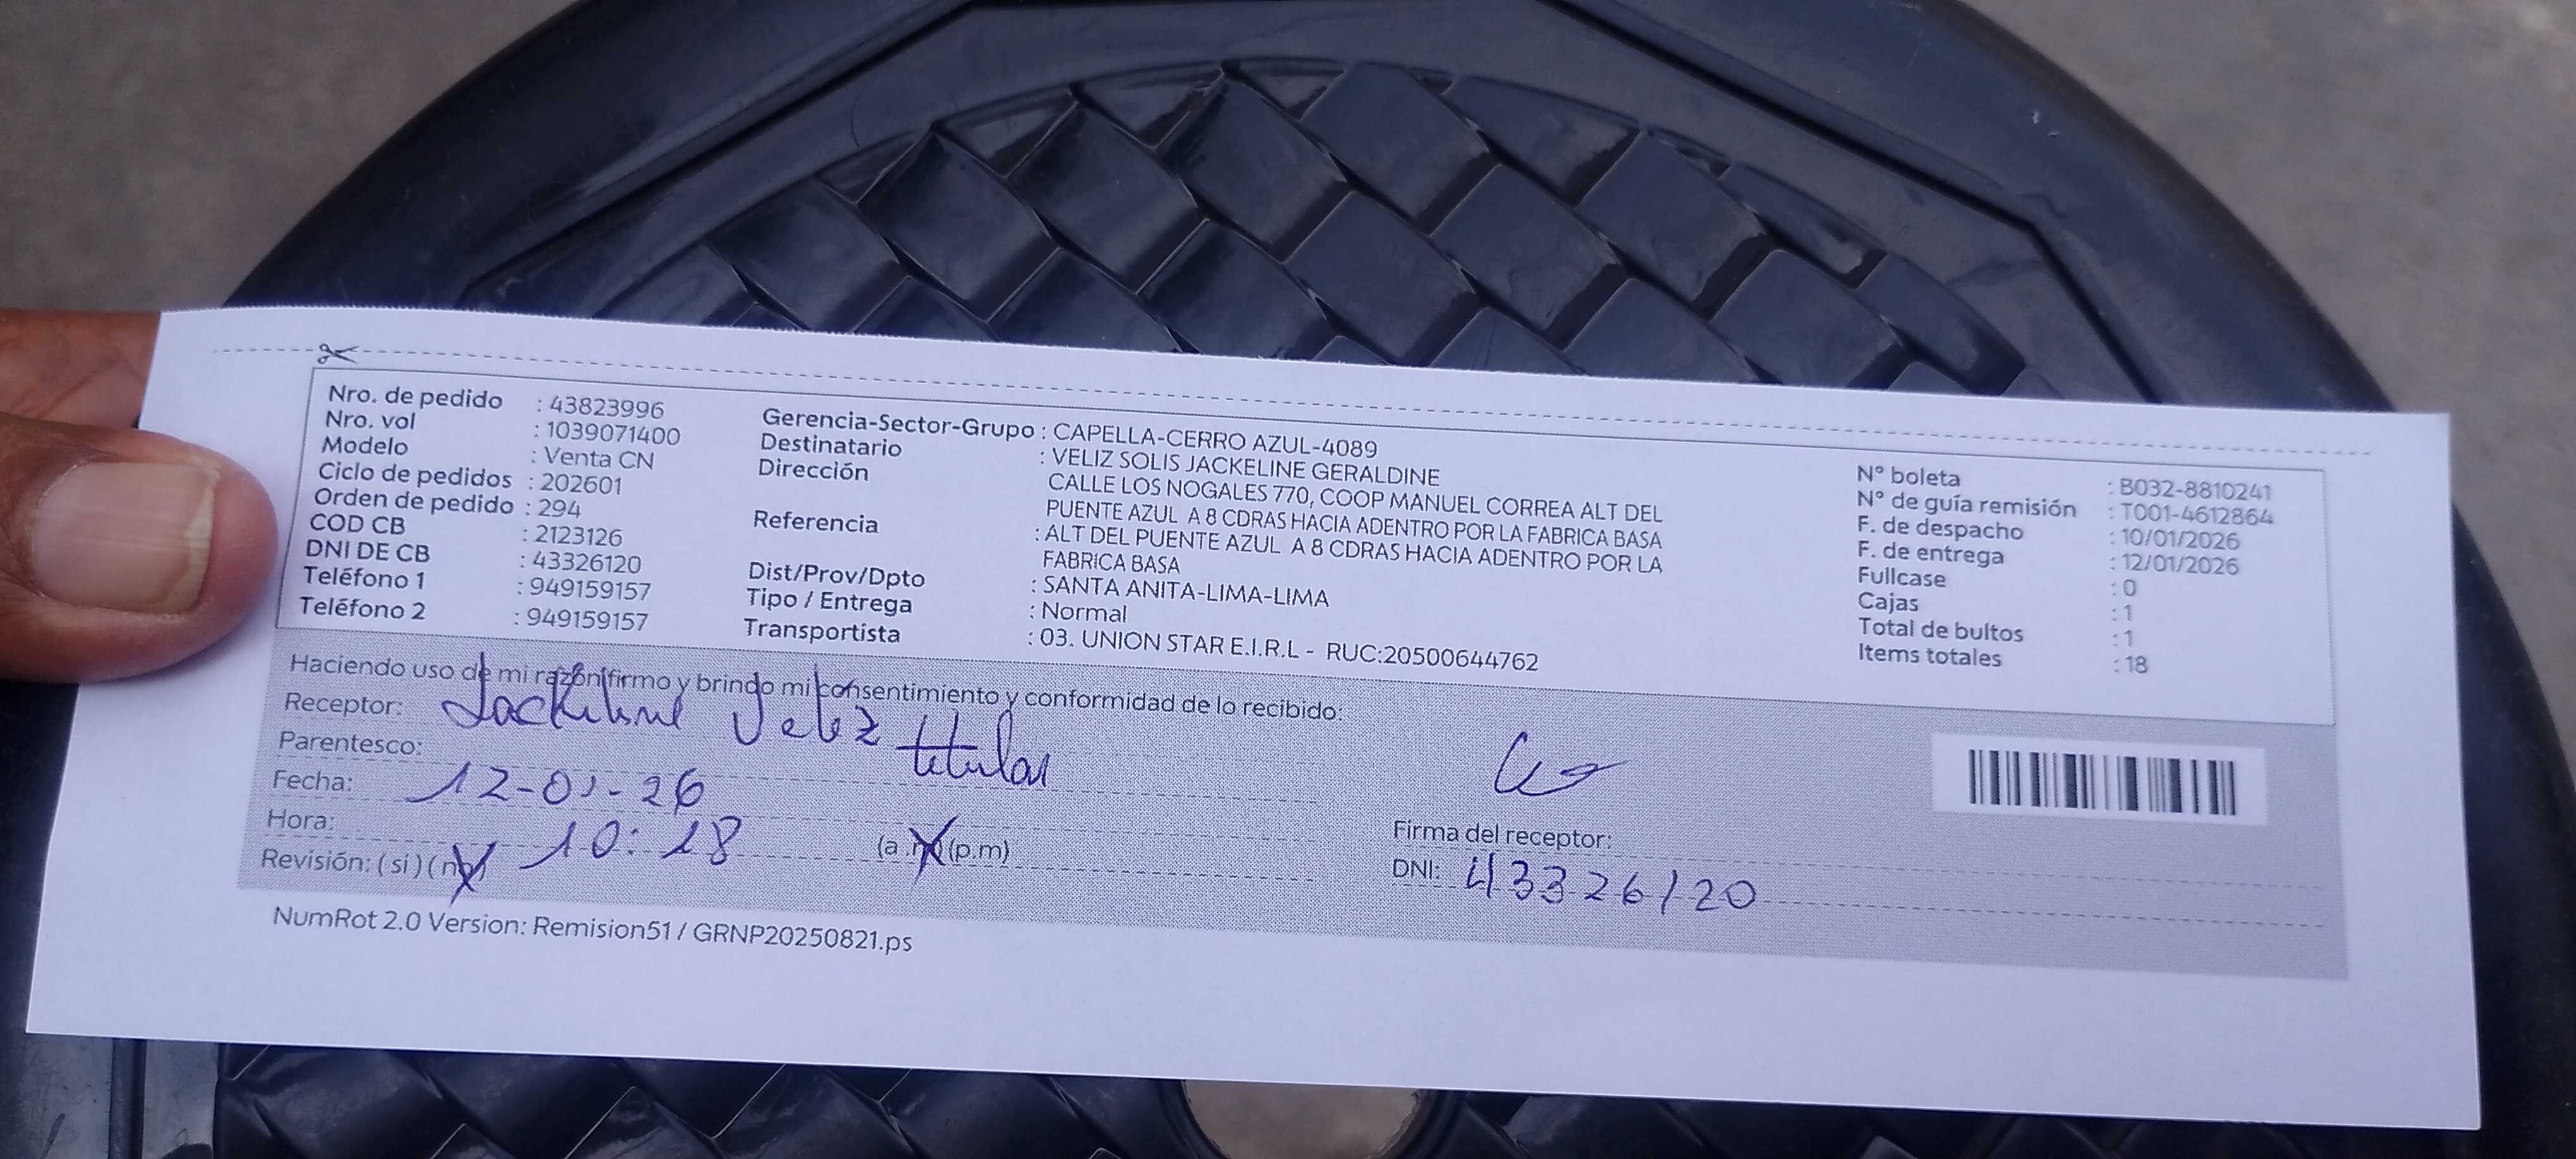 Nro. de pedido : 43823996
Nro. vol : 1039071400
Modelo : Venta CN
Ciclo de pedidos : 202601
Orden de pedido : 294
COD CB : 2123126
DNI DE CB : 43326120
Teléfono 1 : 949159157
Teléfono 2 : 949159157
Gerencia-Sector-Grupo : CAPELLA-CERRO AZUL-4089
Destinatario : VELIZ SOLIS JACKELINE GERALDINE
Dirección CALLE LOS NOGALES 770, COOP MANUEL CORREA ALT DEL
PUENTE AZUL A 8 CDRAS HACIA ADENTRO POR LA FABRICA BASA
Referencia : ALT DEL PUENTE AZUL A 8 CDRAS HACIA ADENTRO POR LA
FABRICA BASA
Dist/Prov/Dpto : SANTA ANITA-LIMA-LIMA
Tipo / Entrega : Normal
Transportista : 03. UNION STAR E.I.R.L - RUC:20500644762
N° boleta : B032-8810241
N° de guía remisión : T001-4612864
F. de despacho : 10/01/2026
F. de entrega : 12/01/2026
Fullcase : 0
Cajas : 1
Total de bultos : 1
Items totales : 18
Haciendo uso de mi razón firmo y brindo mi consentimiento y conformidad de lo recibido:
Receptor: Jackeline Veliz
Parentesco: titular
Fecha: 12-01-26
Hora: 10:18 (a.m) (p.m)
Revisión: (si) (no)
Firma del receptor:
DNI: 43326120
NumRot 2.0 Version: Remision51 / GRNP20250821.ps